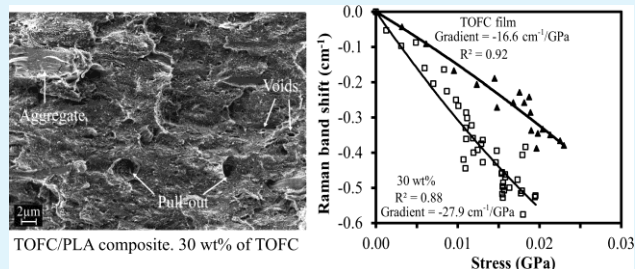 Aggregate
Voids
Pull-out
2μm
TOFC/PLA composite. 30 wt% of TOFC
Raman band shift (cm⁻¹)
0.0
-0.1
-0.2
-0.3
-0.4
-0.5
-0.6
TOFC film
Gradient = -16.6 cm⁻¹/GPa
R² = 0.92
30 wt%
R² = 0.88
Gradient = -27.9 cm⁻¹/GPa
0.00
0.01
0.02
0.03
Stress (GPa)